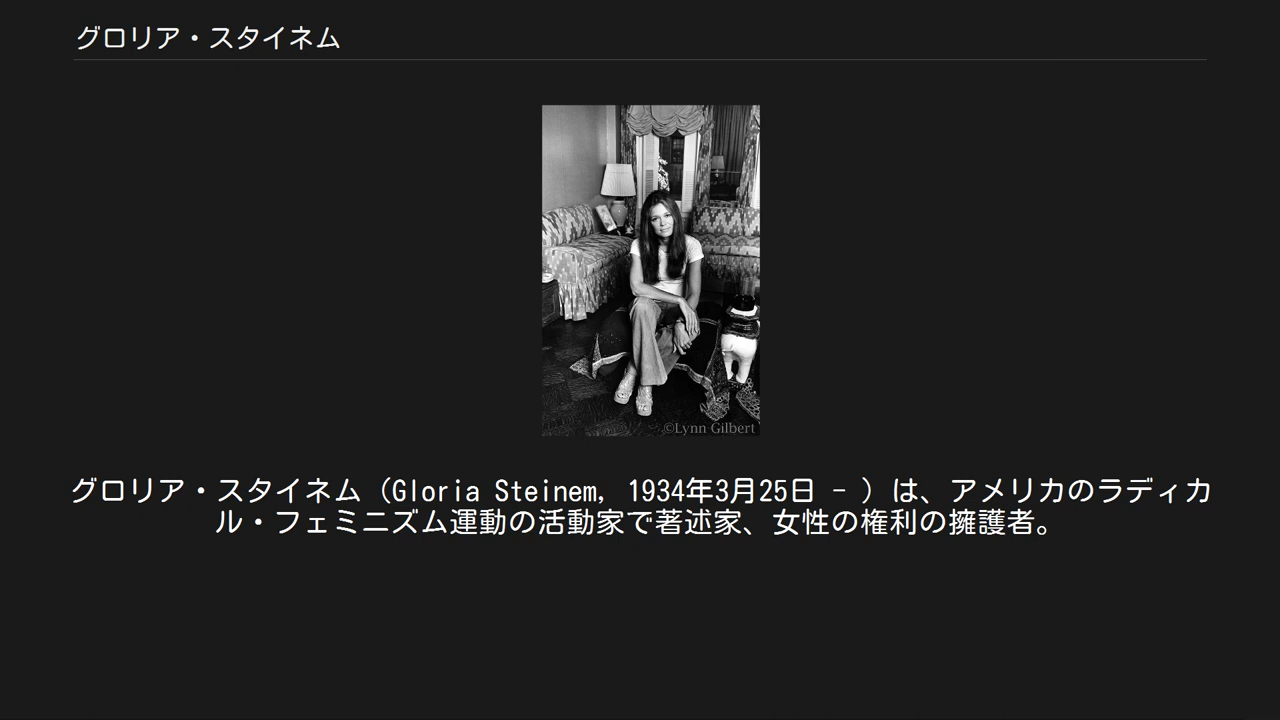 グロリア・スタイネム
©Lynn Gilbert
グロリア・スタイネム（Gloria Steinem, 1934年3月25日 - ）は、アメリカのラディカ
ル・フェミニズム運動の活動家で著述家、女性の権利の擁護者。